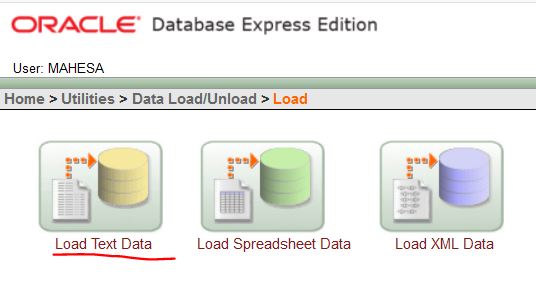 ORACLE Database Express Edition
User: MAHESA
Home > Utilities > Data Load/Unload > Load
Load Text Data Load Spreadsheet Data Load XML Data